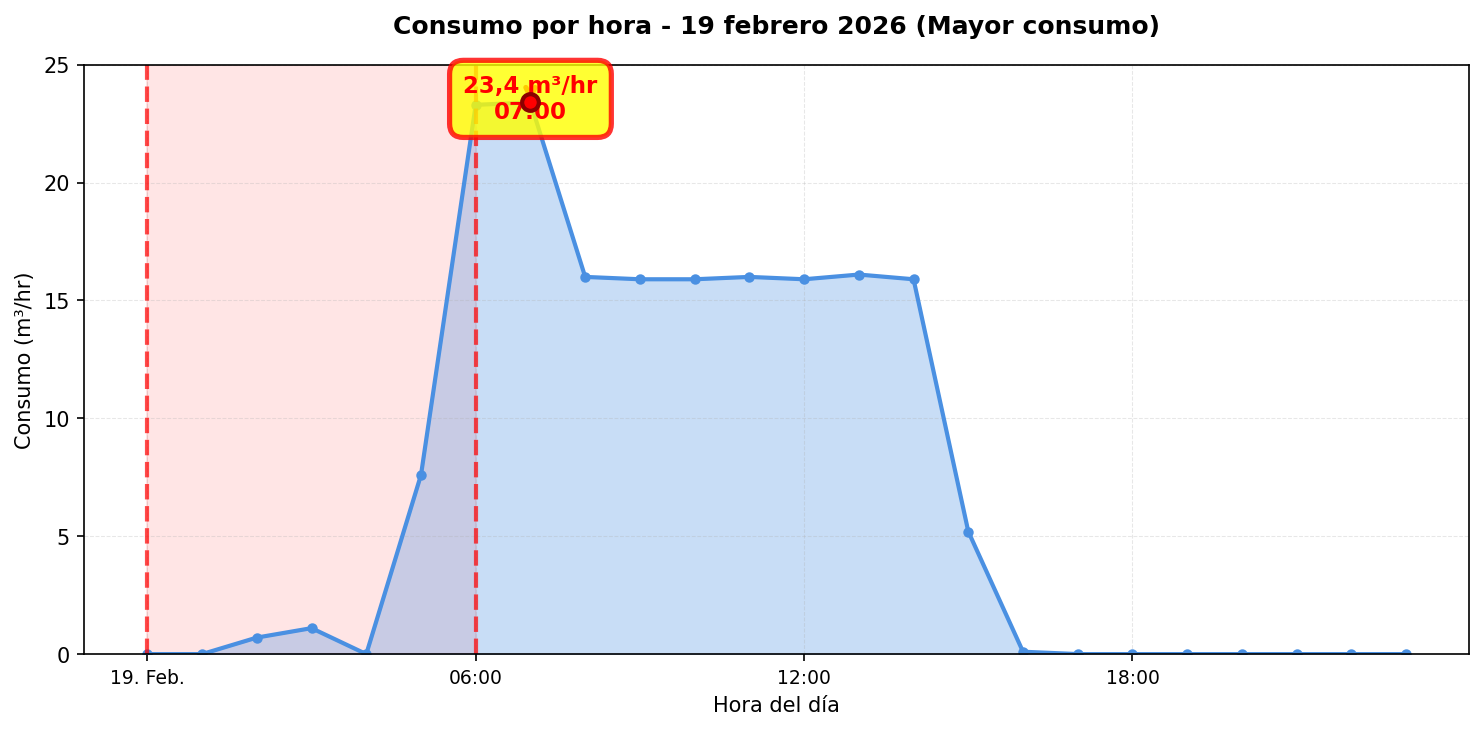 Consumo por hora - 19 febrero 2026 (Mayor consumo)
23,4 m³/hr
07:00
25
20
15
10
5
0
Consumo (m³/hr)
19. Feb.
06:00
12:00
18:00
Hora del día